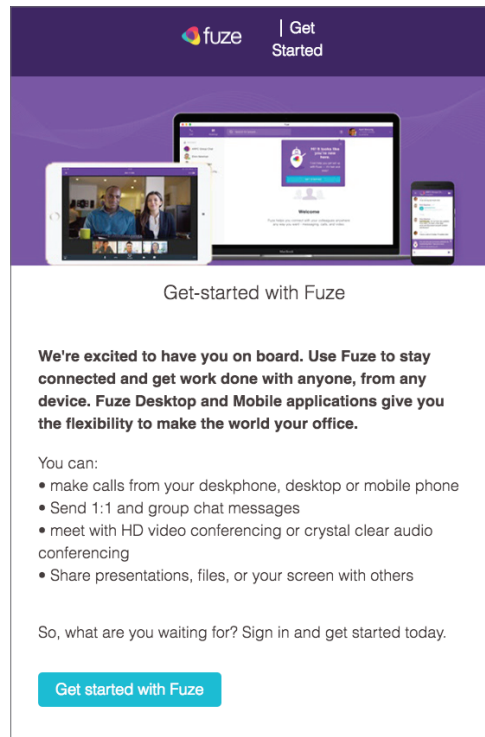 fuze
| Get
Started
Welcome
Get-started with Fuze
We're excited to have you on board. Use Fuze to stay
connected and get work done with anyone, from any
device. Fuze Desktop and Mobile applications give you
the flexibility to make the world your office.
You can:
• make calls from your deskphone, desktop or mobile phone
• Send 1:1 and group chat messages
• meet with HD video conferencing or crystal clear audio
conferencing
• Share presentations, files, or your screen with others
So, what are you waiting for? Sign in and get started today.
Get started with Fuze